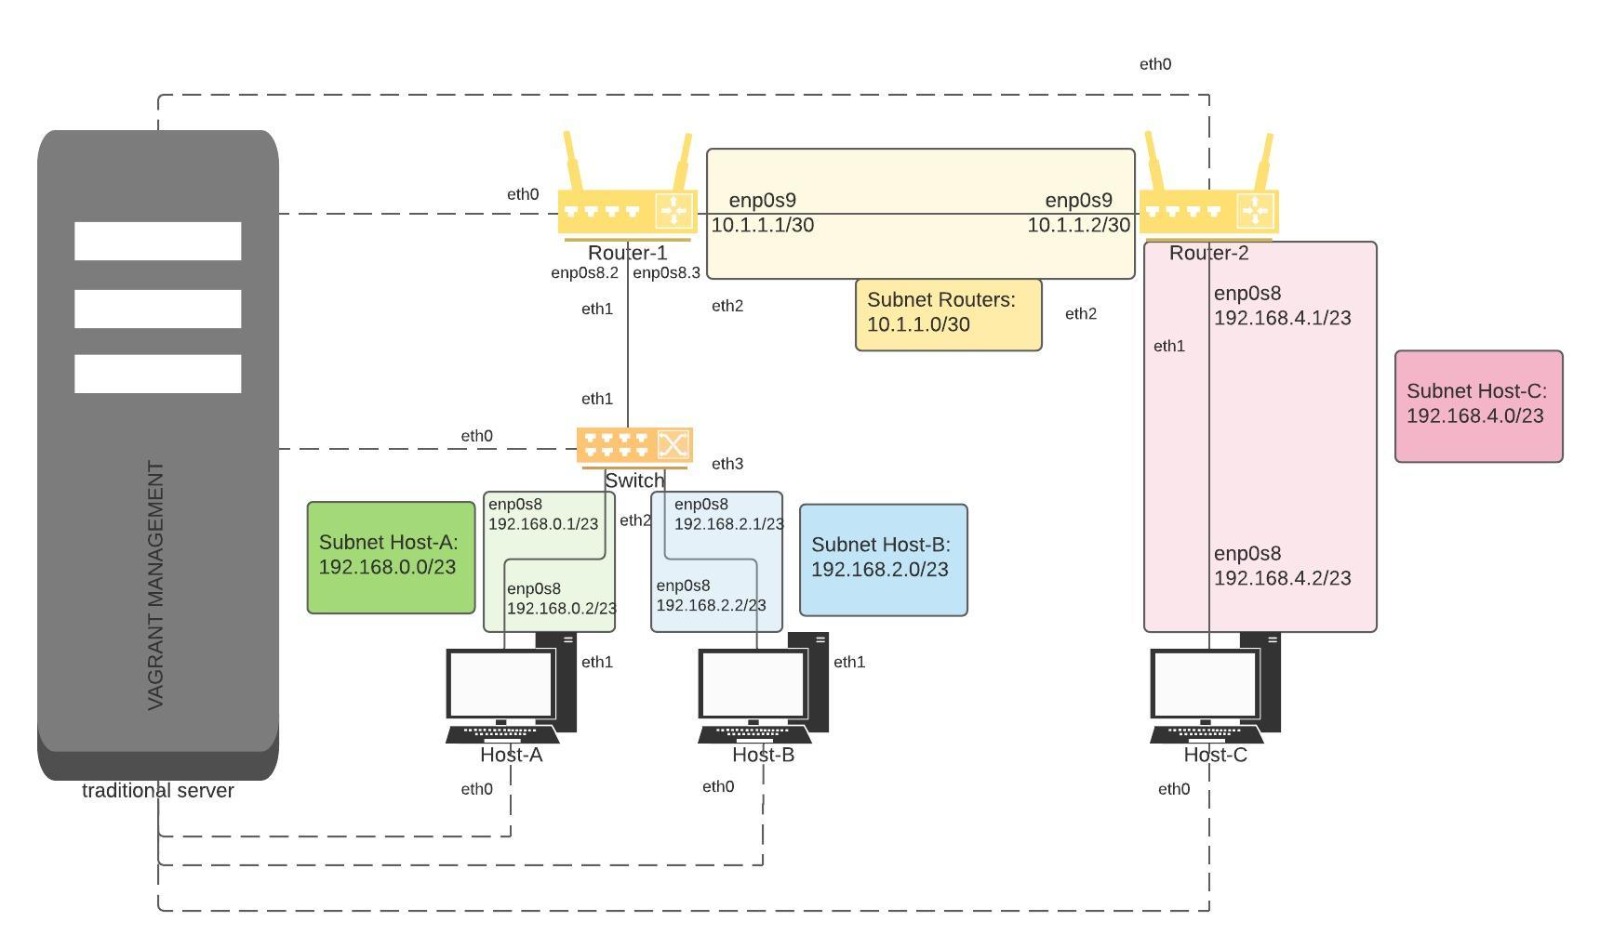 eth0
eth0
enp0s9
10.1.1.1/30
enp0s9
10.1.1.2/30
Router-1
Router-2
enp0s8.2
enp0s8.3
eth1
eth2
Subnet Routers:
10.1.1.0/30
eth2
enp0s8
192.168.4.1/23
eth1
Subnet Host-C:
192.168.4.0/23
eth1
eth0
eth3
Switch
VAGRANT MANAGEMENT
Subnet Host-A:
192.168.0.0/23
enp0s8
192.168.0.1/23
eth2
enp0s8
192.168.2.1/23
Subnet Host-B:
192.168.2.0/23
enp0s8
192.168.0.2/23
enp0s8
192.168.2.2/23
enp0s8
192.168.4.2/23
eth1
eth1
Host-A
Host-B
Host-C
traditional server
eth0
eth0
eth0